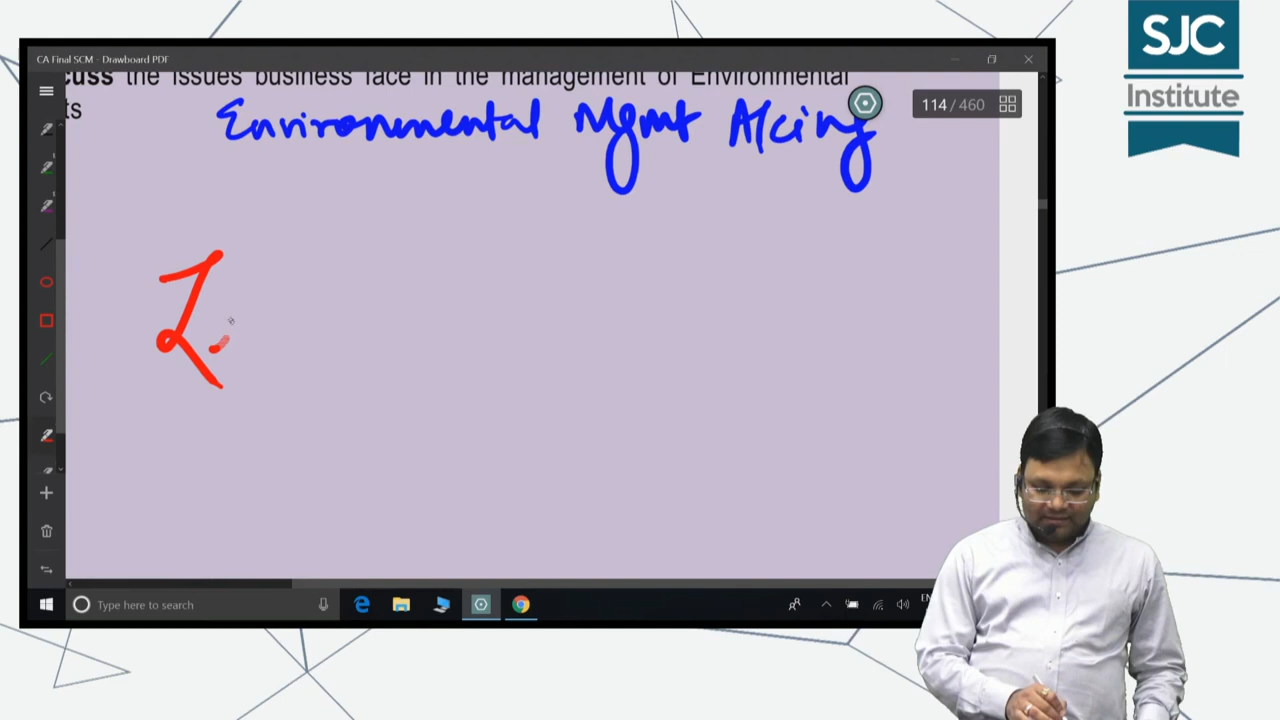 SJC
Institute
CA Final SCM - Drawboard PDF
cuss the issues business face in the management of Environmental
ts
114 / 460
Environmental Mgmt A/cing
Type here to search
EN